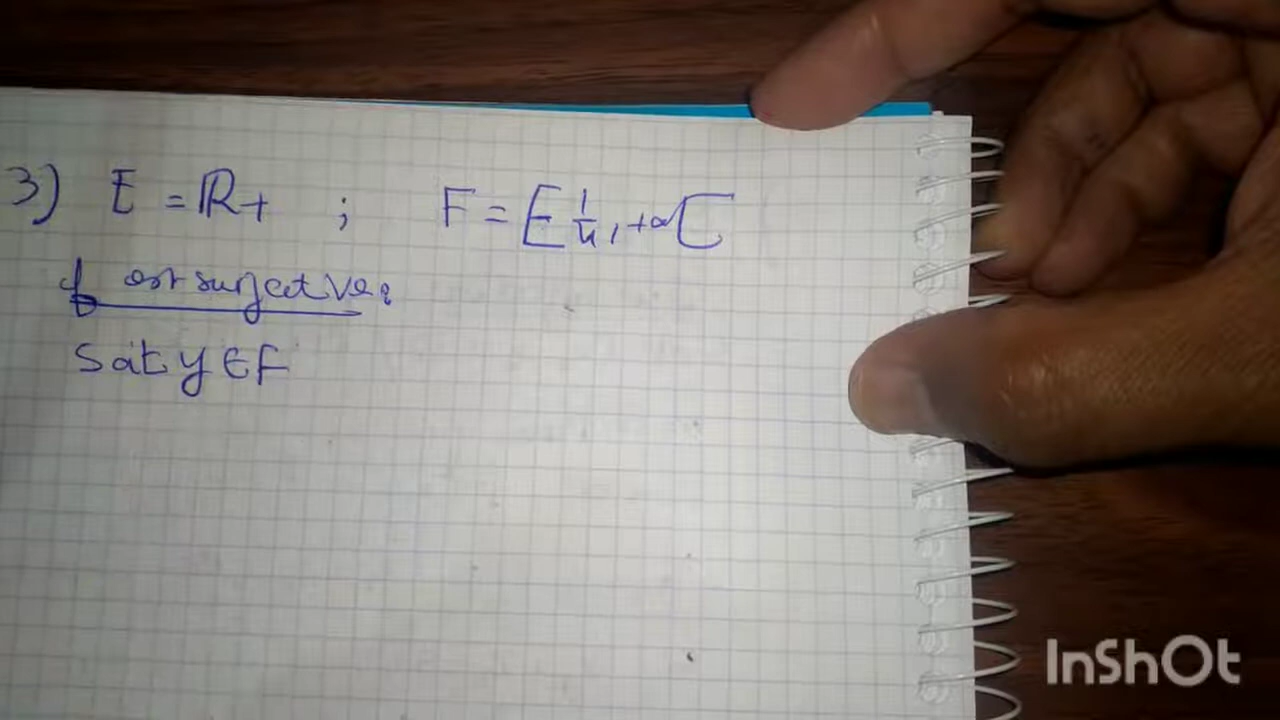 3) E = ℝ+ ; F = [1/4, +∞[
f est surjective:
Soit y ∈ F
InShOt